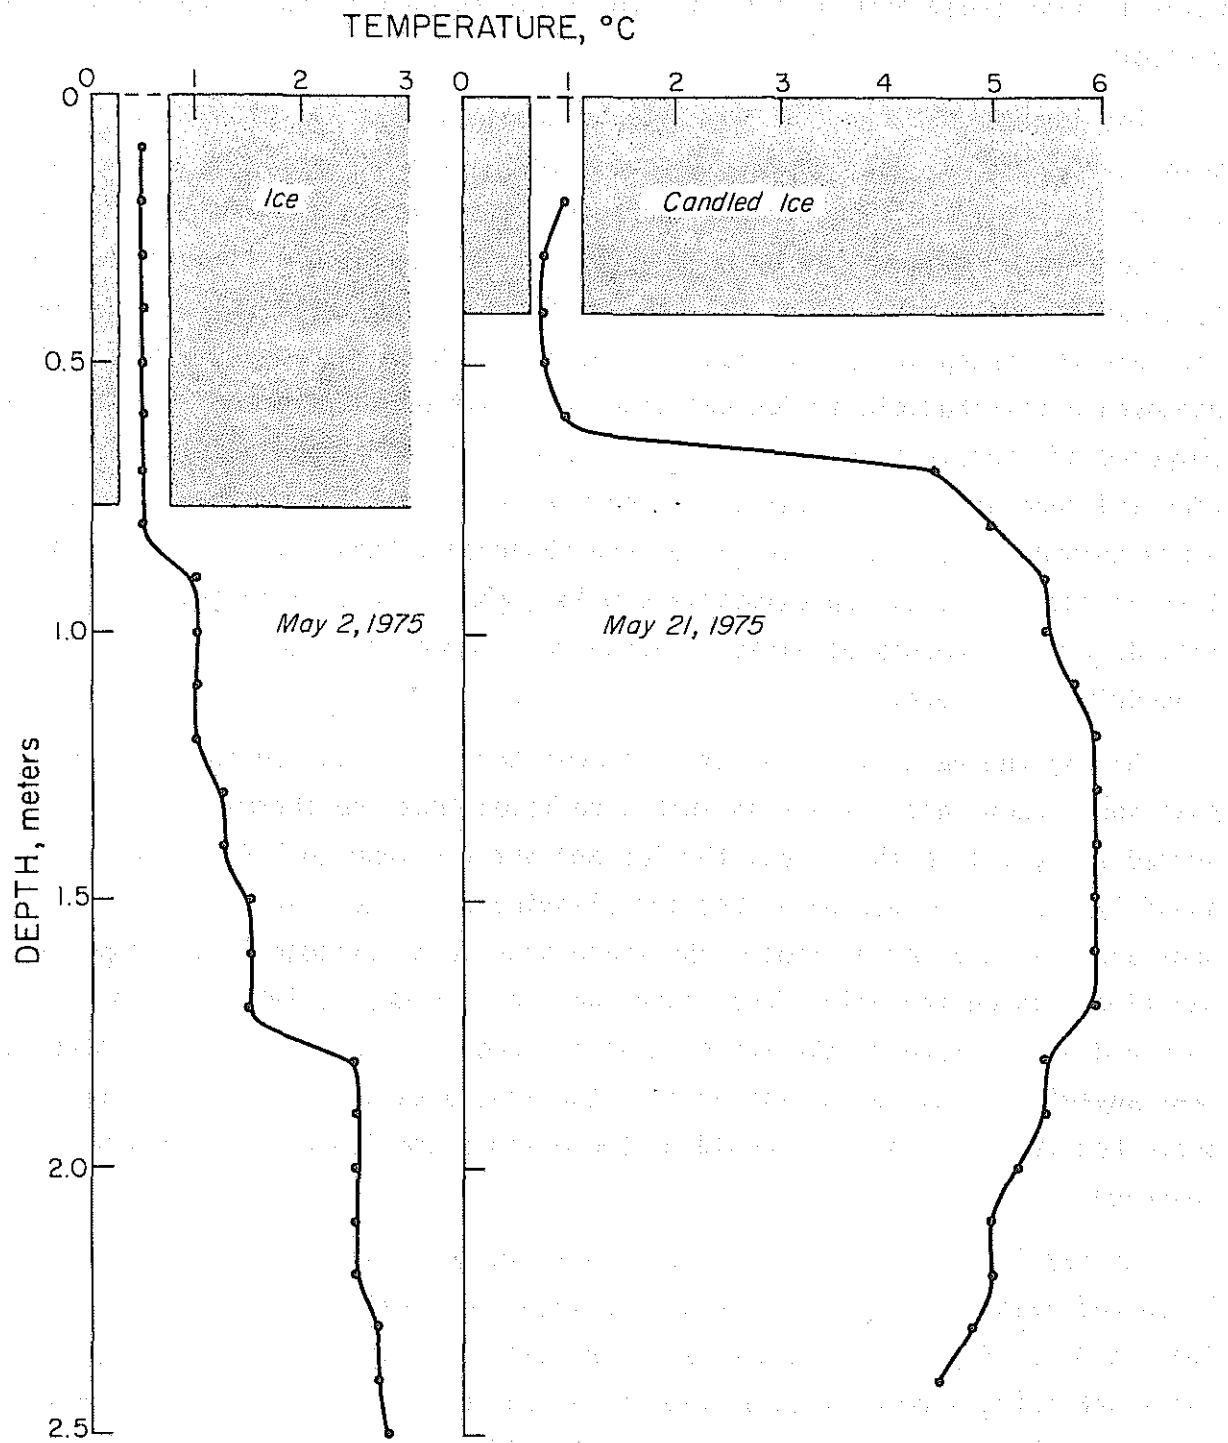 TEMPERATURE, °C
0 1 2 3 0 1 2 3 4 5 6
0
Ice
Candled Ice
0.5
May 2, 1975
May 21, 1975
1.0
DEPTH, meters
1.5
2.0
2.5